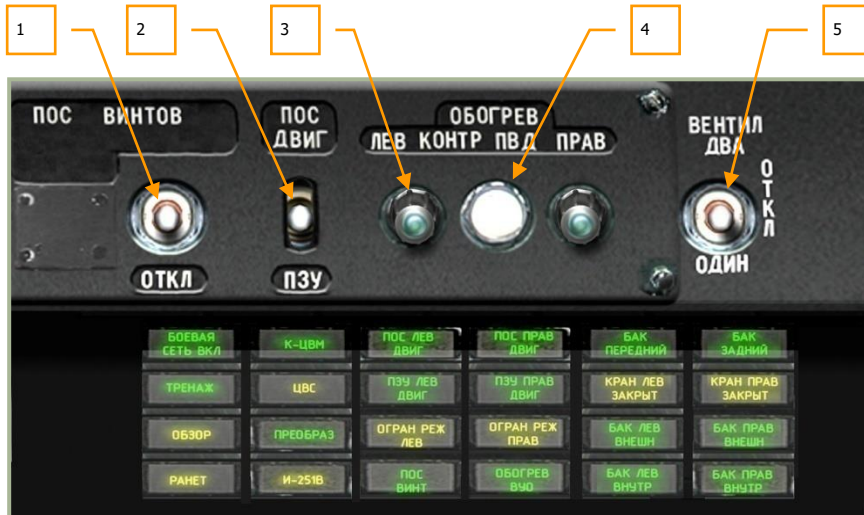 1 2 3 4 5
ПОС ВИНТОВ
ПОС
ДВИГ
ОБОГРЕВ
ЛЕВ КОНТР ПВД ПРАВ
ВЕНТИЛ
ДВА
ОТКЛ
ОДИН
ОТКЛ
ПЗУ
БОЕВАЯ
СЕТЬ ВКЛ
К-ЦВМ
ПОС ЛЕВ
ДВИГ
ПОС ПРАВ
ДВИГ
БАК
ПЕРЕДНИЙ
БАК
ЗАДНИЙ
ТРЕНАЖ
ЦВС
ПЗУ ЛЕВ
ДВИГ
ПЗУ ПРАВ
ДВИГ
КРАН ЛЕВ
ЗАКРЫТ
КРАН ПРАВ
ЗАКРЫТ
ОБЗОР
ПРЕОБРАЗ
ОГРАН РЕЖ
ЛЕВ
ОГРАН РЕЖ
ПРАВ
БАК ЛЕВ
ВНЕШН
БАК ПРАВ
ВНЕШН
РАНЕТ
И-251В
ПОС
ВИНТ
ОБОГРЕВ
ВУО
БАК ЛЕВ
ВНУТР
БАК ПРАВ
ВНУТР